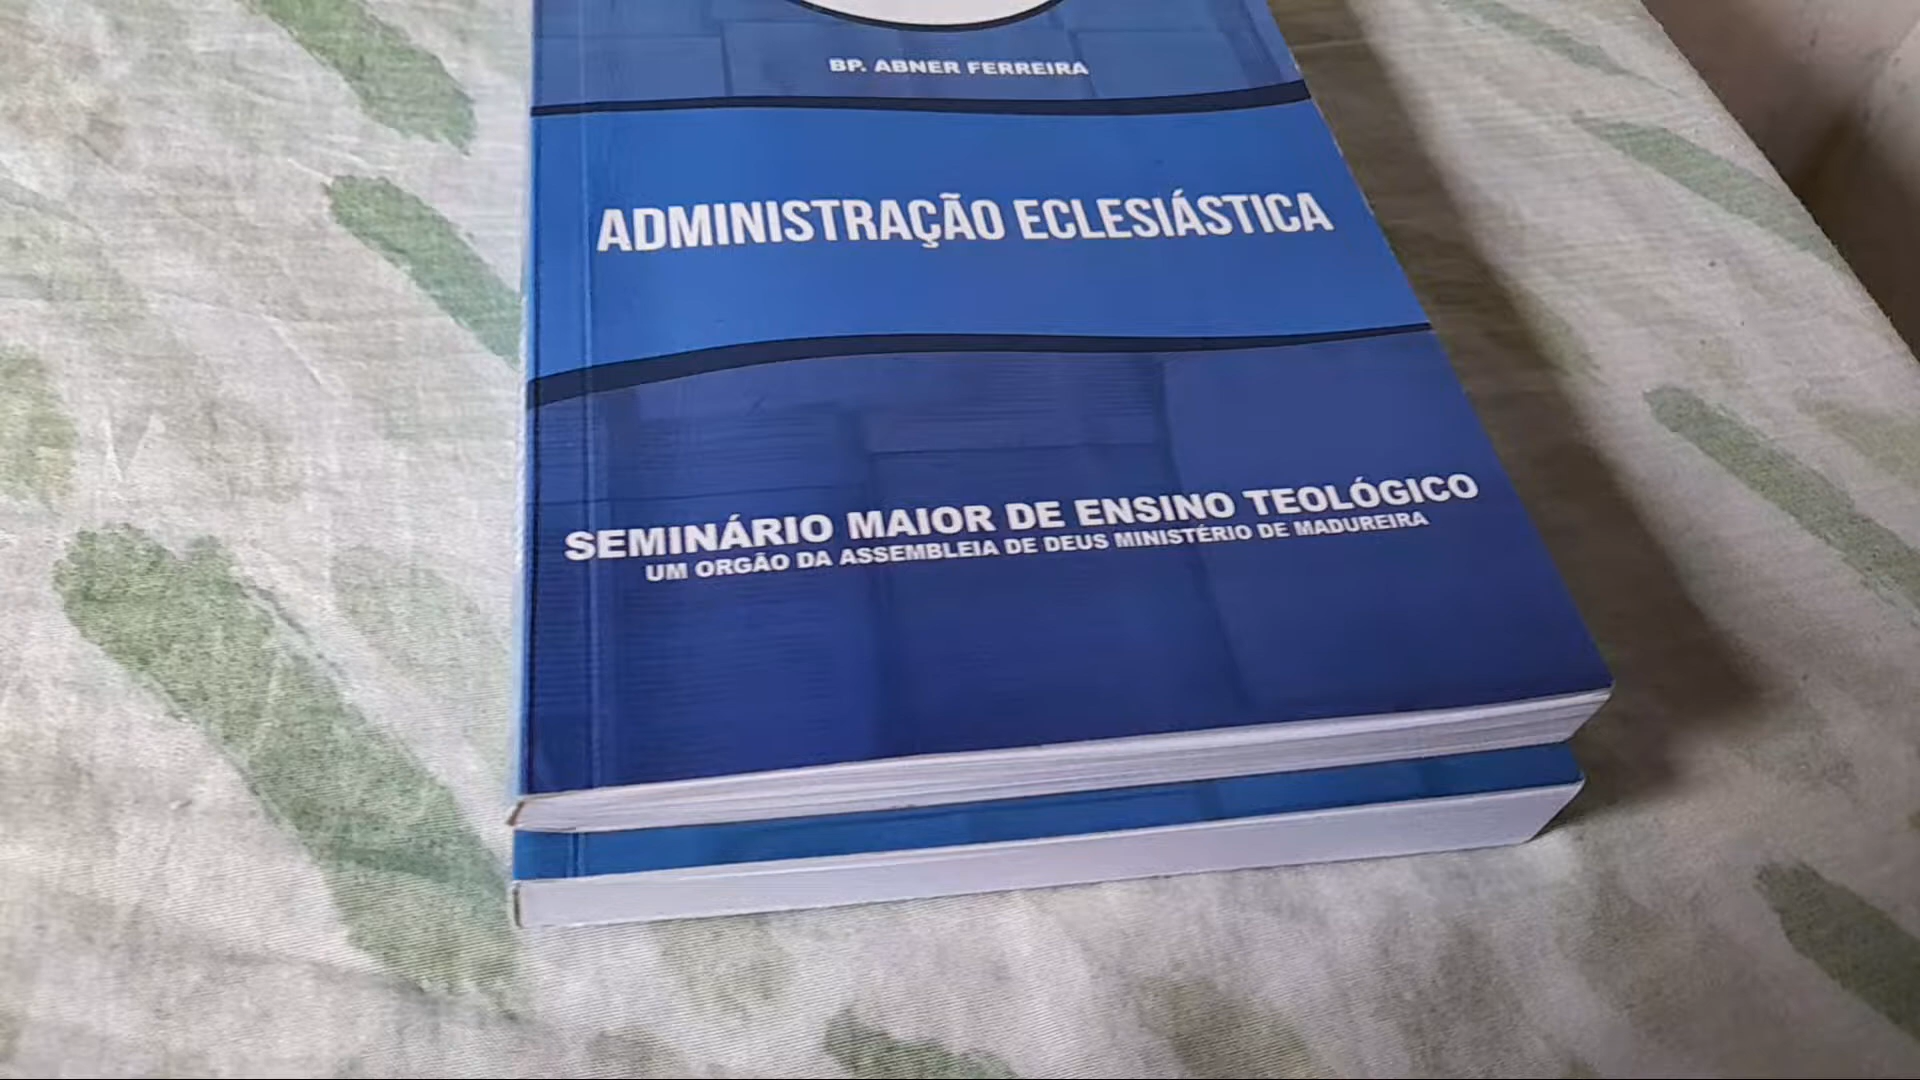 BP. ABNER FERREIRA
ADMINISTRAÇÃO ECLESIÁSTICA
SEMINÁRIO MAIOR DE ENSINO TEOLÓGICO
UM ORGÃO DA ASSEMBLEIA DE DEUS MINISTÉRIO DE MADUREIRA